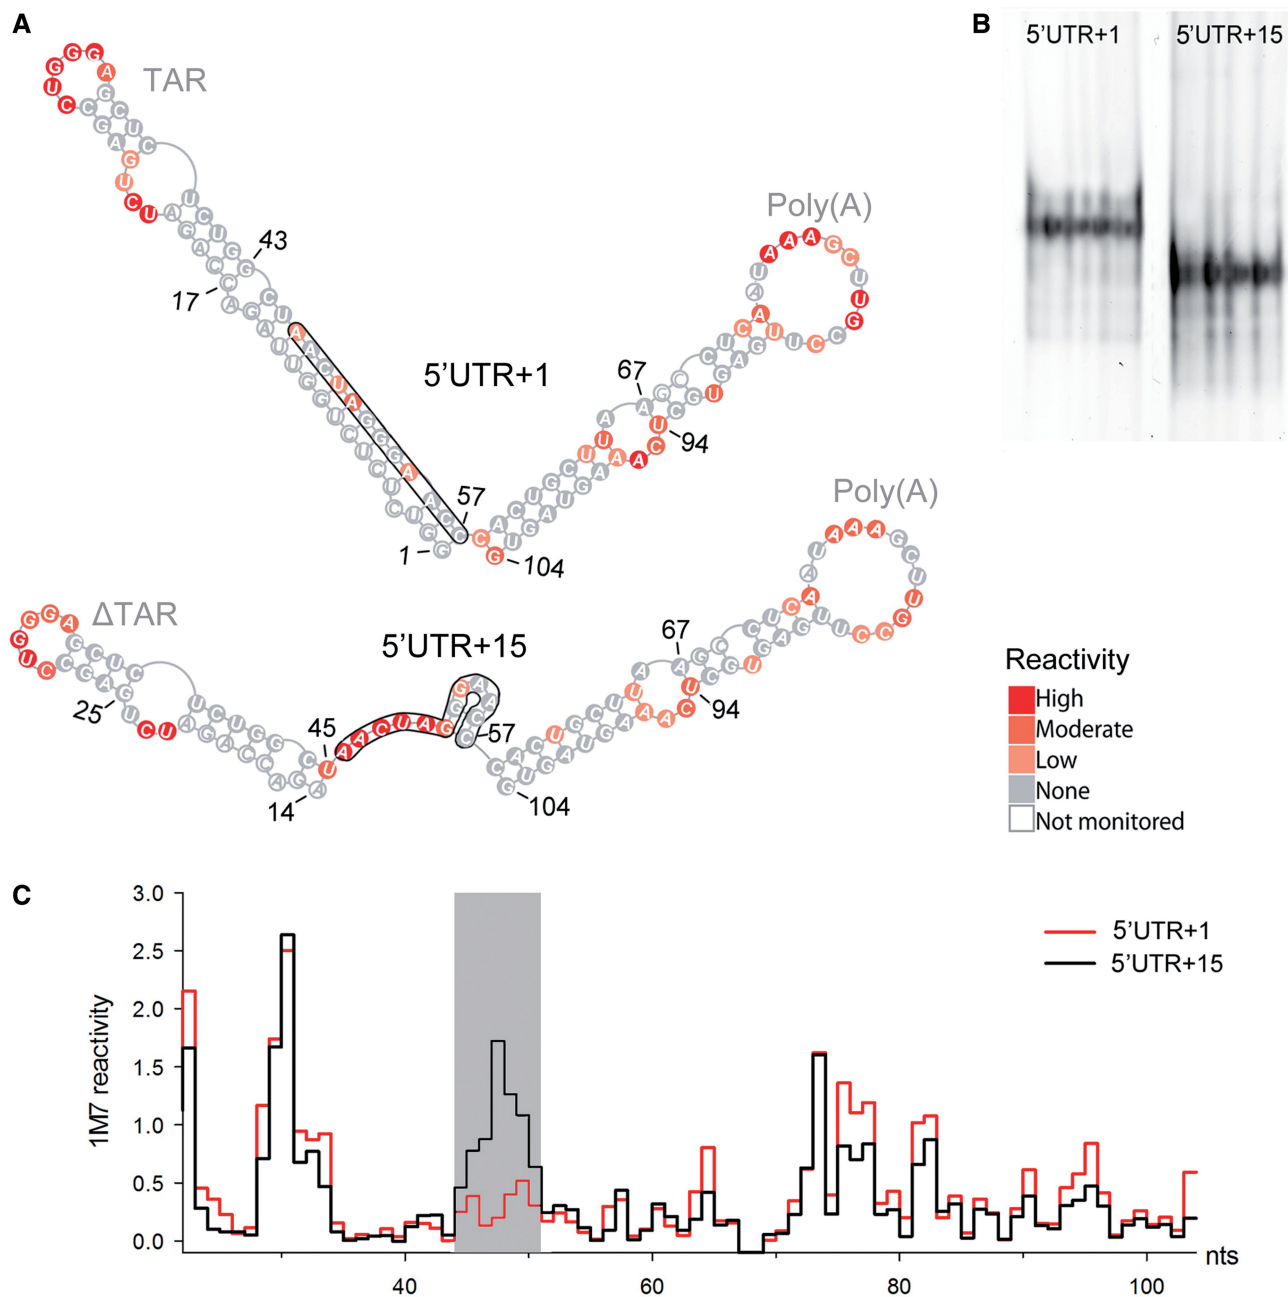 A
B
TAR
43
17
5'UTR+1
57
1
104
Poly(A)
67
94
5'UTR+1 5'UTR+15
ΔTAR
25
45
14
5'UTR+15
57
104
67
94
Poly(A)
Reactivity
High
Moderate
Low
None
Not monitored
C
3.0
2.5
2.0
1.5
1.0
0.5
0.0
1M7 reactivity
5'UTR+1
5'UTR+15
40 60 80 100
nts